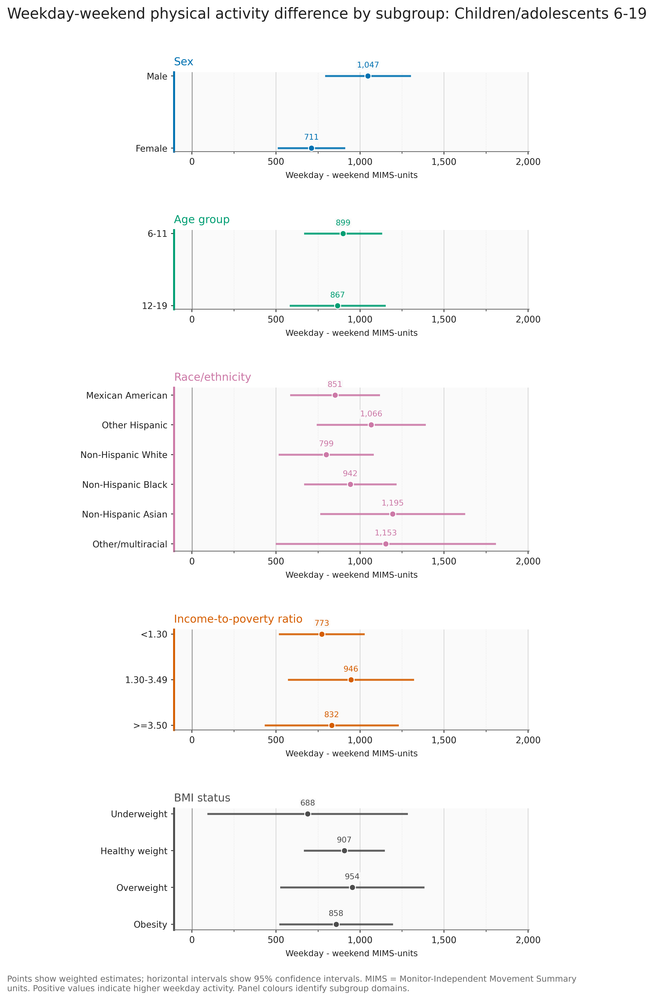 Weekday-weekend physical activity difference by subgroup: Children/adolescents 6-19
Sex
1,047
Male
711
Female
0 500 1,000 1,500 2,000
Weekday - weekend MIMS-units
Age group
899
6-11
867
12-19
0 500 1,000 1,500 2,000
Weekday - weekend MIMS-units
Race/ethnicity
851
Mexican American
1,066
Other Hispanic
799
Non-Hispanic White
942
Non-Hispanic Black
1,195
Non-Hispanic Asian
1,153
Other/multiracial
0 500 1,000 1,500 2,000
Weekday - weekend MIMS-units
Income-to-poverty ratio
773
<1.30
946
1.30-3.49
832
>=3.50
0 500 1,000 1,500 2,000
Weekday - weekend MIMS-units
BMI status
688
Underweight
907
Healthy weight
954
Overweight
858
Obesity
0 500 1,000 1,500 2,000
Weekday - weekend MIMS-units
Points show weighted estimates; horizontal intervals show 95% confidence intervals. MIMS = Monitor-Independent Movement Summary
units. Positive values indicate higher weekday activity. Panel colours identify subgroup domains.